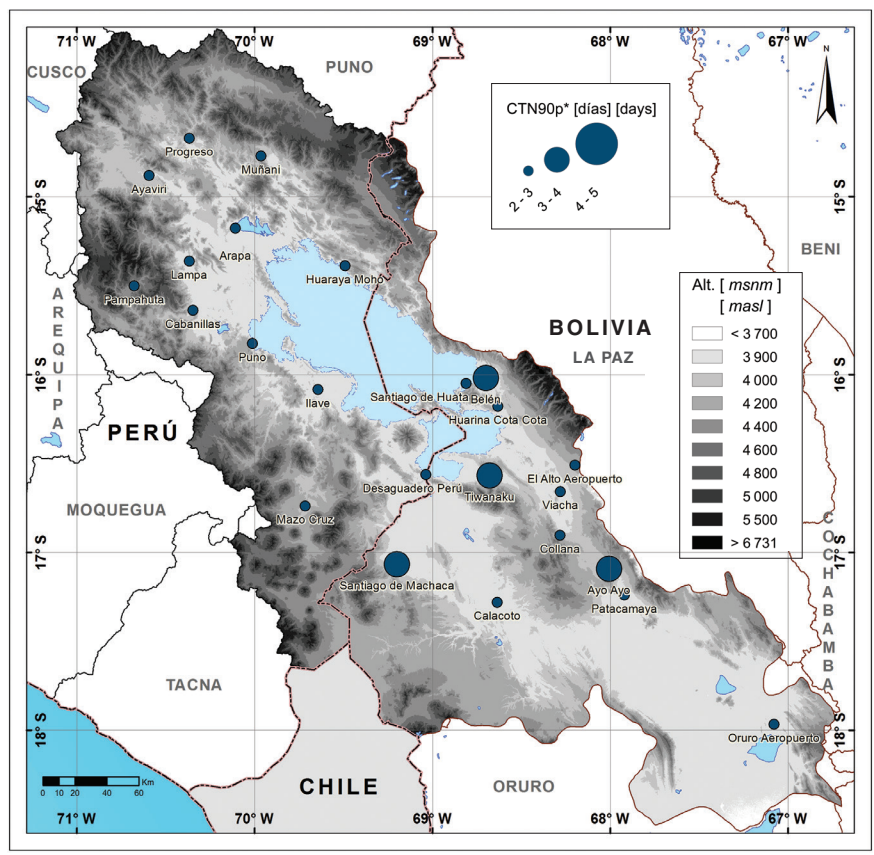 71° W 70° W 69° W 68° W 67° W
CUSCO
PUNO
N
CTN90p* [días] [days]
2 - 3
3 - 4
4 - 5
Progreso
Muñani
Ayaviri
15° S
15° S
BENI
Arapa
Lampa
Huaraya Moho
Pampahuta
Cabanillas
Alt. [ msnm ]
[ masl ]
< 3 700
3 900
4 000
4 200
4 400
4 600
4 800
5 000
5 500
> 6 731
AREQUIPA
BOLIVIA
LA PAZ
Puno
16° S
16° S
Santiago de Huata
Belén
Ilave
Huarina Cota Cota
PERÚ
Desaguadero Perú
El Alto Aeropuerto
Tiwanaku
Viacha
MOQUEGUA
Mazo Cruz
Collana
17° S
17° S
COCHABAMBA
Santiago de Machaca
Ayo Ayo
Patacamaya
Calacoto
TACNA
18° S
18° S
Oruro Aeropuerto
CHILE
ORURO
Km
0 10 20 40 60
71° W 70° W 69° W 68° W 67° W